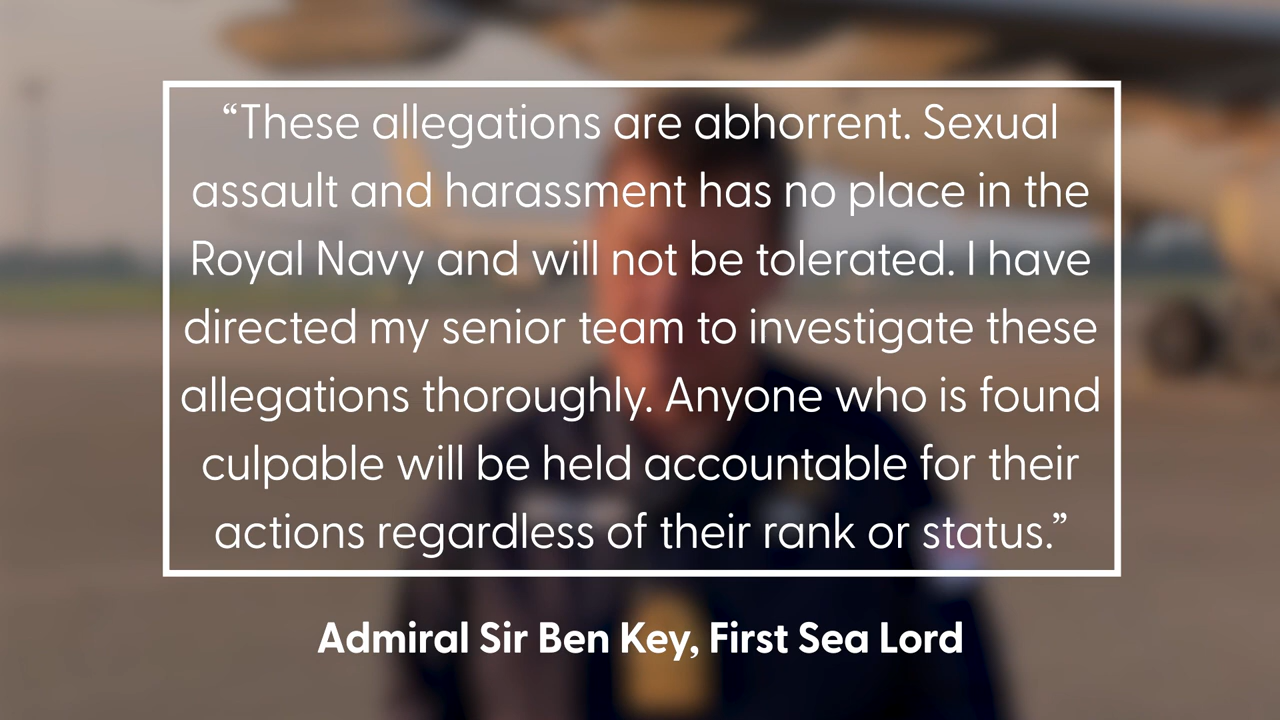 “These allegations are abhorrent. Sexual
assault and harassment has no place in the
Royal Navy and will not be tolerated. I have
directed my senior team to investigate these
allegations thoroughly. Anyone who is found
culpable will be held accountable for their
actions regardless of their rank or status.”
Admiral Sir Ben Key, First Sea Lord